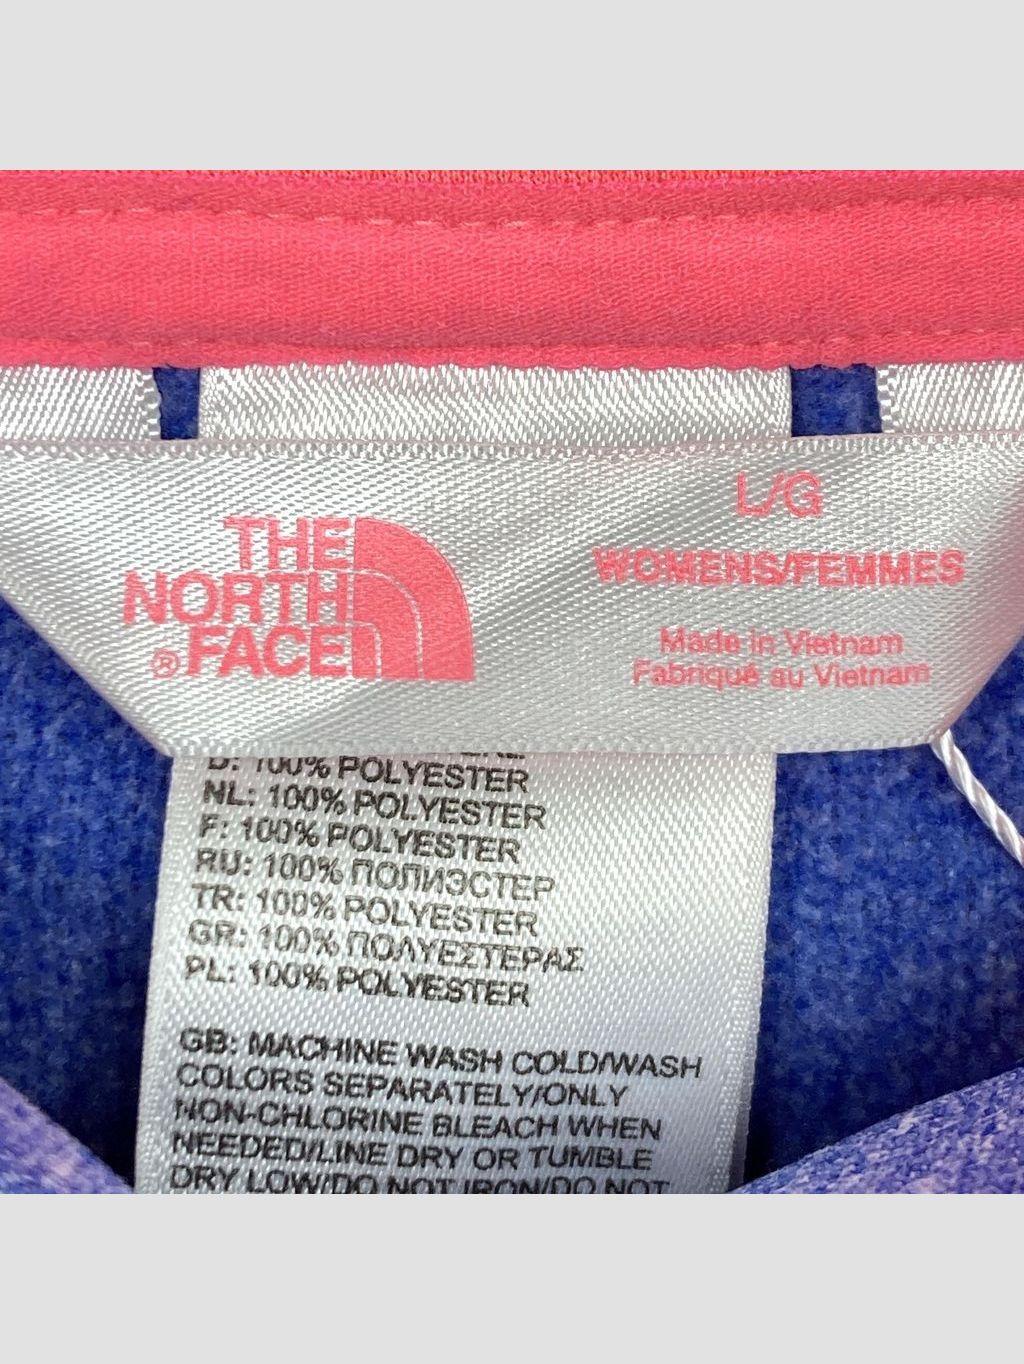 THE
NORTH
® FACE
L/G
WOMENS/FEMMES
Made in Vietnam
Fabriqué au Vietnam
D: 100% POLYESTER
NL: 100% POLYESTER
F: 100% POLYESTER
RU: 100% ПОЛИЭСТЕР
TR: 100% POLYESTER
GR: 100% ΠΟΛΥΕΣΤΕΡΑΣ
PL: 100% POLYESTER
GB: MACHINE WASH COLD/WASH
COLORS SEPARATELY/ONLY
NON-CHLORINE BLEACH WHEN
NEEDED/LINE DRY OR TUMBLE
DRY LOW/DO NOT IRON/DO NOT